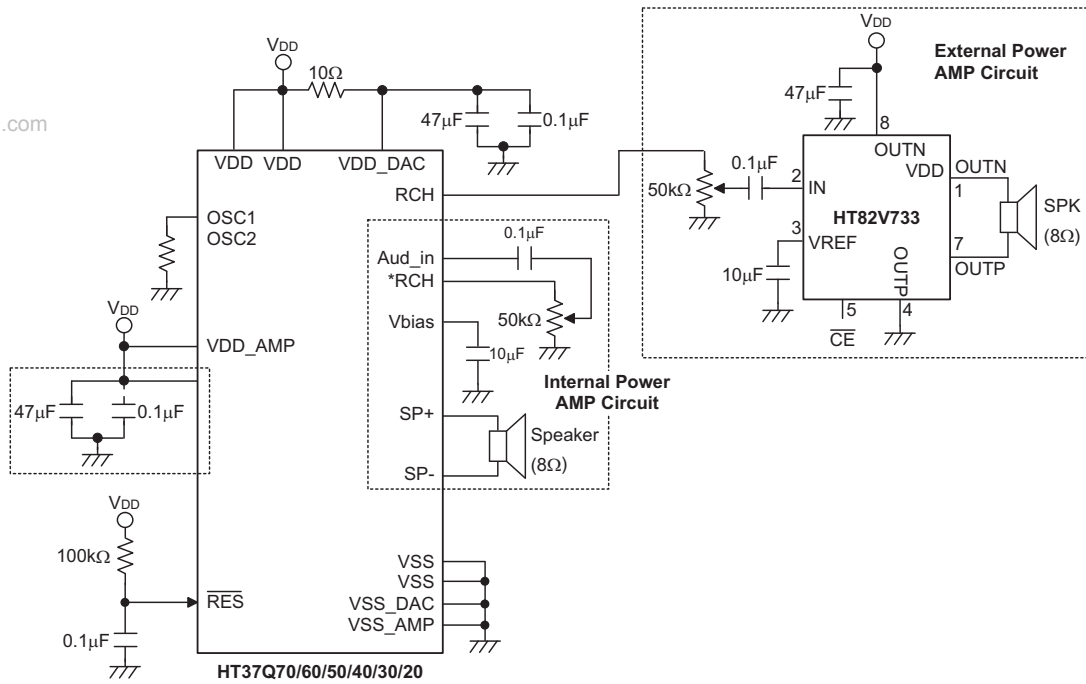 .com
VDD
10Ω
47µF
0.1µF
VDD
VDD
VDD_DAC
RCH
OSC1
OSC2
VDD
VDD_AMP
47µF
0.1µF
VDD
100kΩ
RES
0.1µF
Aud_in
*RCH
Vbias
0.1µF
50kΩ
10µF
Internal Power
AMP Circuit
SP+
SP-
Speaker
(8Ω)
VSS
VSS
VSS_DAC
VSS_AMP
HT37Q70/60/50/40/30/20
External Power
AMP Circuit
VDD
47µF
8
OUTN
VDD
0.1µF
50kΩ
2
IN
HT82V733
3
VREF
10µF
OUTP
5
CE
4
OUTN
1
7
OUTP
SPK
(8Ω)